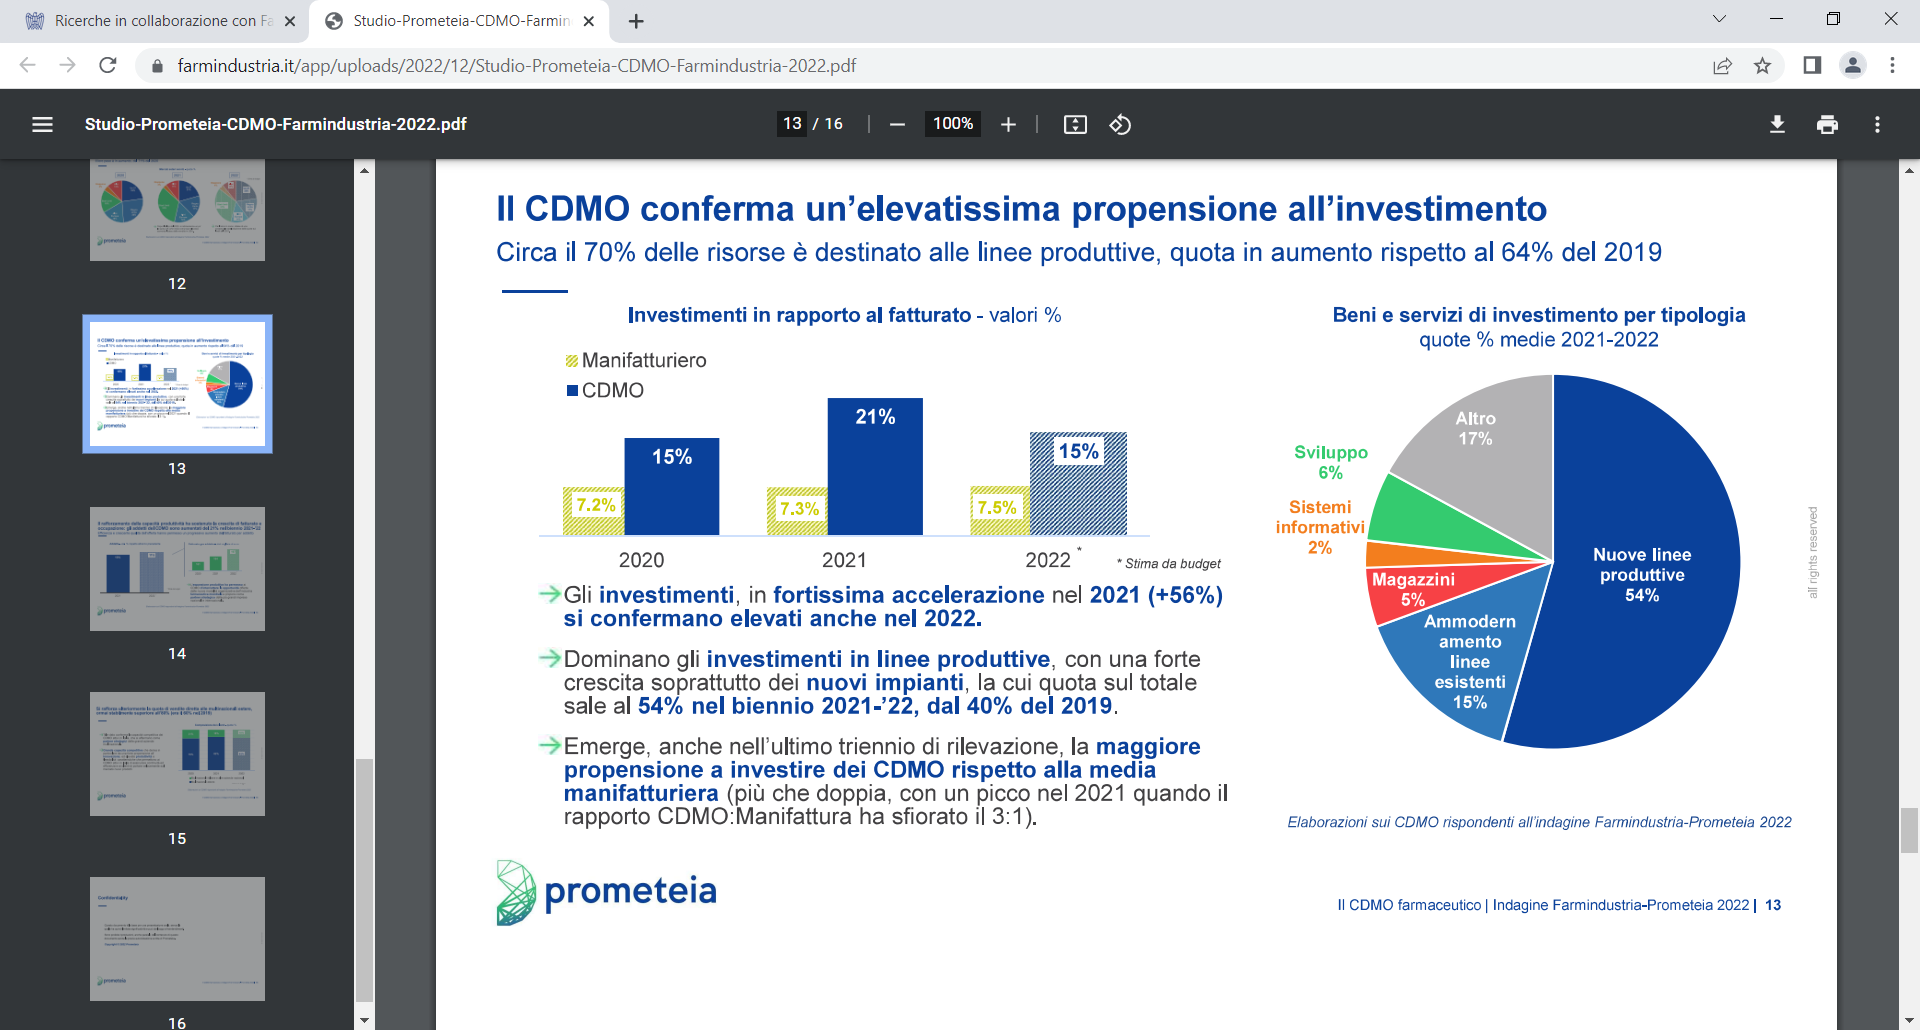 Ricerche in collaborazione con Fa
Studio-Prometeia-CDMO-Farmin
farmindustria.it/app/uploads/2022/12/Studio-Prometeia-CDMO-Farmindustria-2022.pdf
Studio-Prometeia-CDMO-Farmindustria-2022.pdf
13 / 16
100%
12
13
14
15
16
prometeia
prometeia
prometeia
prometeia
Confidentiality
prometeia
Il CDMO conferma un'elevatissima propensione all'investimento
Circa il 70% delle risorse è destinato alle linee produttive, quota in aumento rispetto al 64% del 2019
Investimenti in rapporto al fatturato - valori %
Manifatturiero
CDMO
7.2%
15%
7.3%
21%
7.5%
15%
2020
2021
2022 *
* Stima da budget
Gli investimenti, in fortissima accelerazione nel 2021 (+56%)
si confermano elevati anche nel 2022.
Dominano gli investimenti in linee produttive, con una forte
crescita soprattutto dei nuovi impianti, la cui quota sul totale
sale al 54% nel biennio 2021-'22, dal 40% del 2019.
Emerge, anche nell'ultimo triennio di rilevazione, la maggiore
propensione a investire dei CDMO rispetto alla media
manifatturiera (più che doppia, con un picco nel 2021 quando il
rapporto CDMO:Manifattura ha sfiorato il 3:1).
Beni e servizi di investimento per tipologia
quote % medie 2021-2022
Altro
17%
Sviluppo
6%
Sistemi
informativi
2%
Magazzini
5%
Ammodern
amento
linee
esistenti
15%
Nuove linee
produttive
54%
all rights reserved
Elaborazioni sui CDMO rispondenti all'indagine Farmindustria-Prometeia 2022
prometeia
Il CDMO farmaceutico | Indagine Farmindustria-Prometeia 2022 | 13